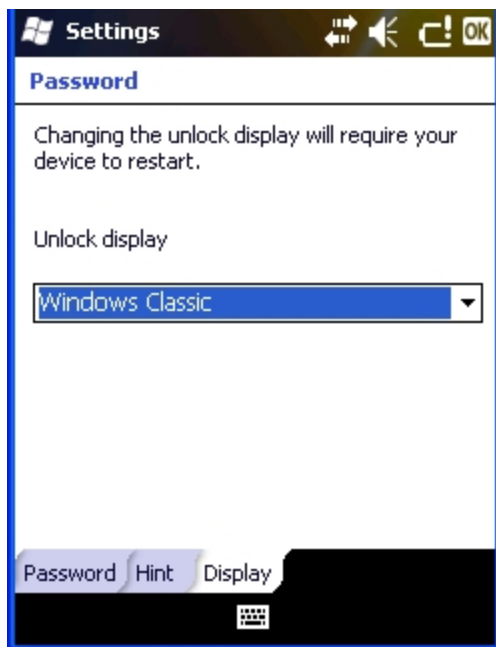 Settings
OK
Password
Changing the unlock display will require your
device to restart.
Unlock display
Windows Classic
Password Hint Display